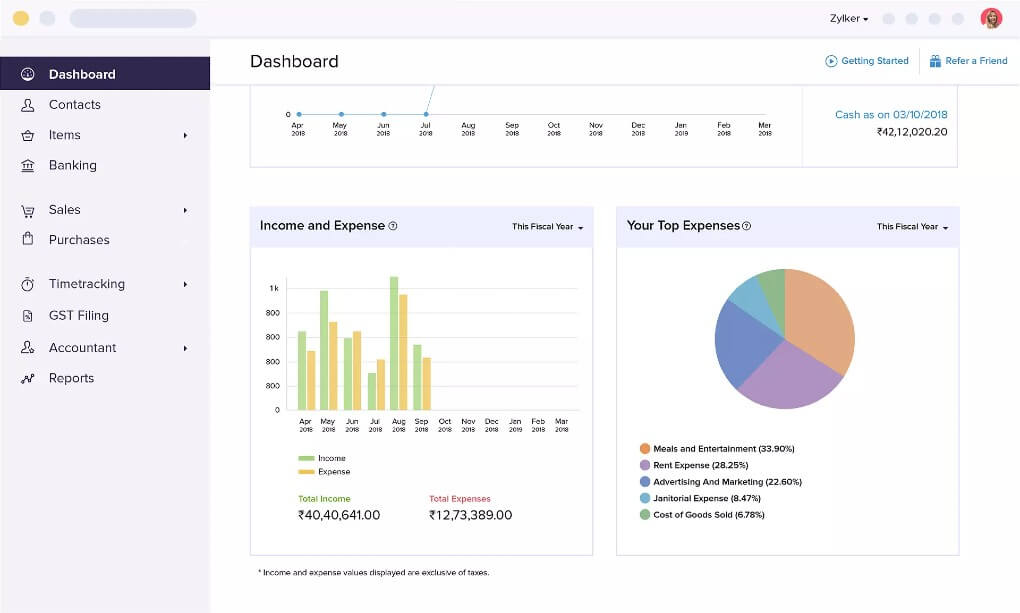 Zylker
Dashboard
Contacts
Items
Banking
Sales
Purchases
Timetracking
GST Filing
Accountant
Reports
Dashboard
Getting Started
Refer a Friend
0
Apr 2018
May 2018
Jun 2018
Jul 2018
Aug 2018
Sep 2018
Oct 2018
Nov 2018
Dec 2018
Jan 2019
Feb 2018
Mar 2018
Cash as on 03/10/2018
₹42,12,020.20
Income and Expense
This Fiscal Year
1 k
800
800
800
800
0
Apr 2018
May 2018
Jun 2018
Jul 2018
Aug 2018
Sep 2018
Oct 2018
Nov 2018
Dec 2018
Jan 2019
Feb 2018
Mar 2018
Income
Expense
Total Income
₹40,40,641.00
Total Expenses
₹12,73,389.00
Your Top Expenses
This Fiscal Year
Meals and Entertainment (33.90%)
Rent Expense (28.25%)
Advertising And Marketing (22.60%)
Janitorial Expense (8.47%)
Cost of Goods Sold (6.78%)
* Income and expense values displayed are exclusive of taxes.